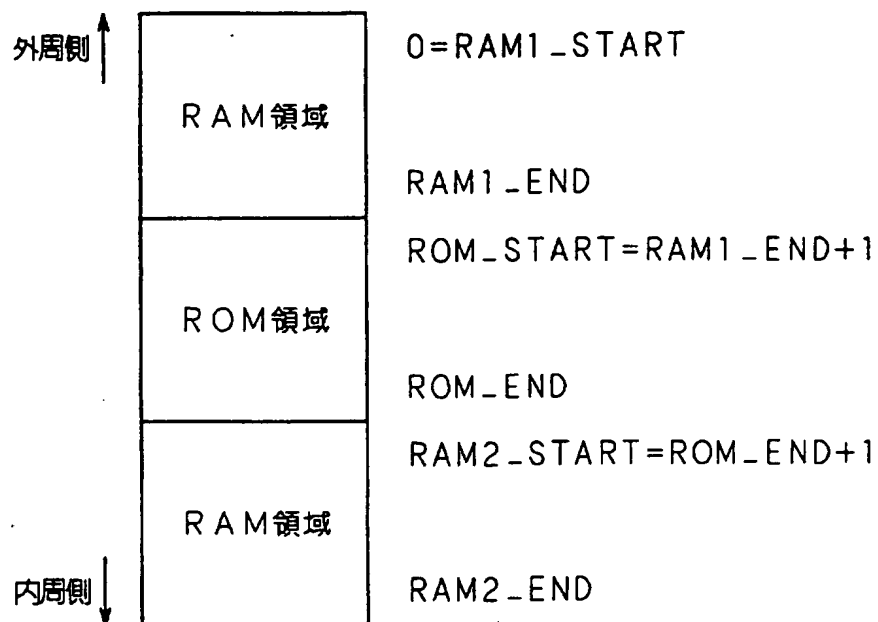 外周側
0=RAM1_START
RAM領域
RAM1_END
ROM_START=RAM1_END+1
ROM領域
ROM_END
RAM2_START=ROM_END+1
RAM領域
内周側
RAM2_END